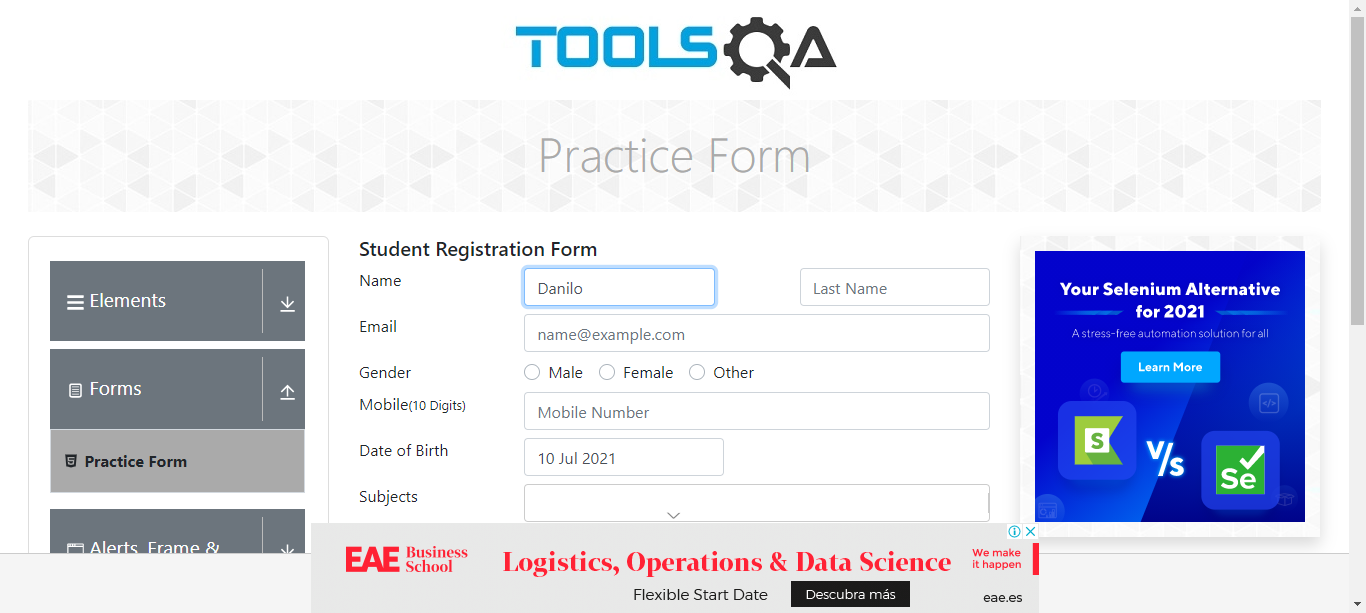 TOOLSQA
Practice Form
Elements
Forms
Practice Form
Alerts, Frame &
Student Registration Form
Name
Danilo
Last Name
Email
name@example.com
Gender
Male
Female
Other
Mobile(10 Digits)
Mobile Number
Date of Birth
10 Jul 2021
Subjects
Your Selenium Alternative
for 2021
A stress-free automation solution for all
Learn More
S
V/s
Se
EAE Business
School
Logistics, Operations & Data Science
Flexible Start Date
Descubra más
We make
it happen
eae.es